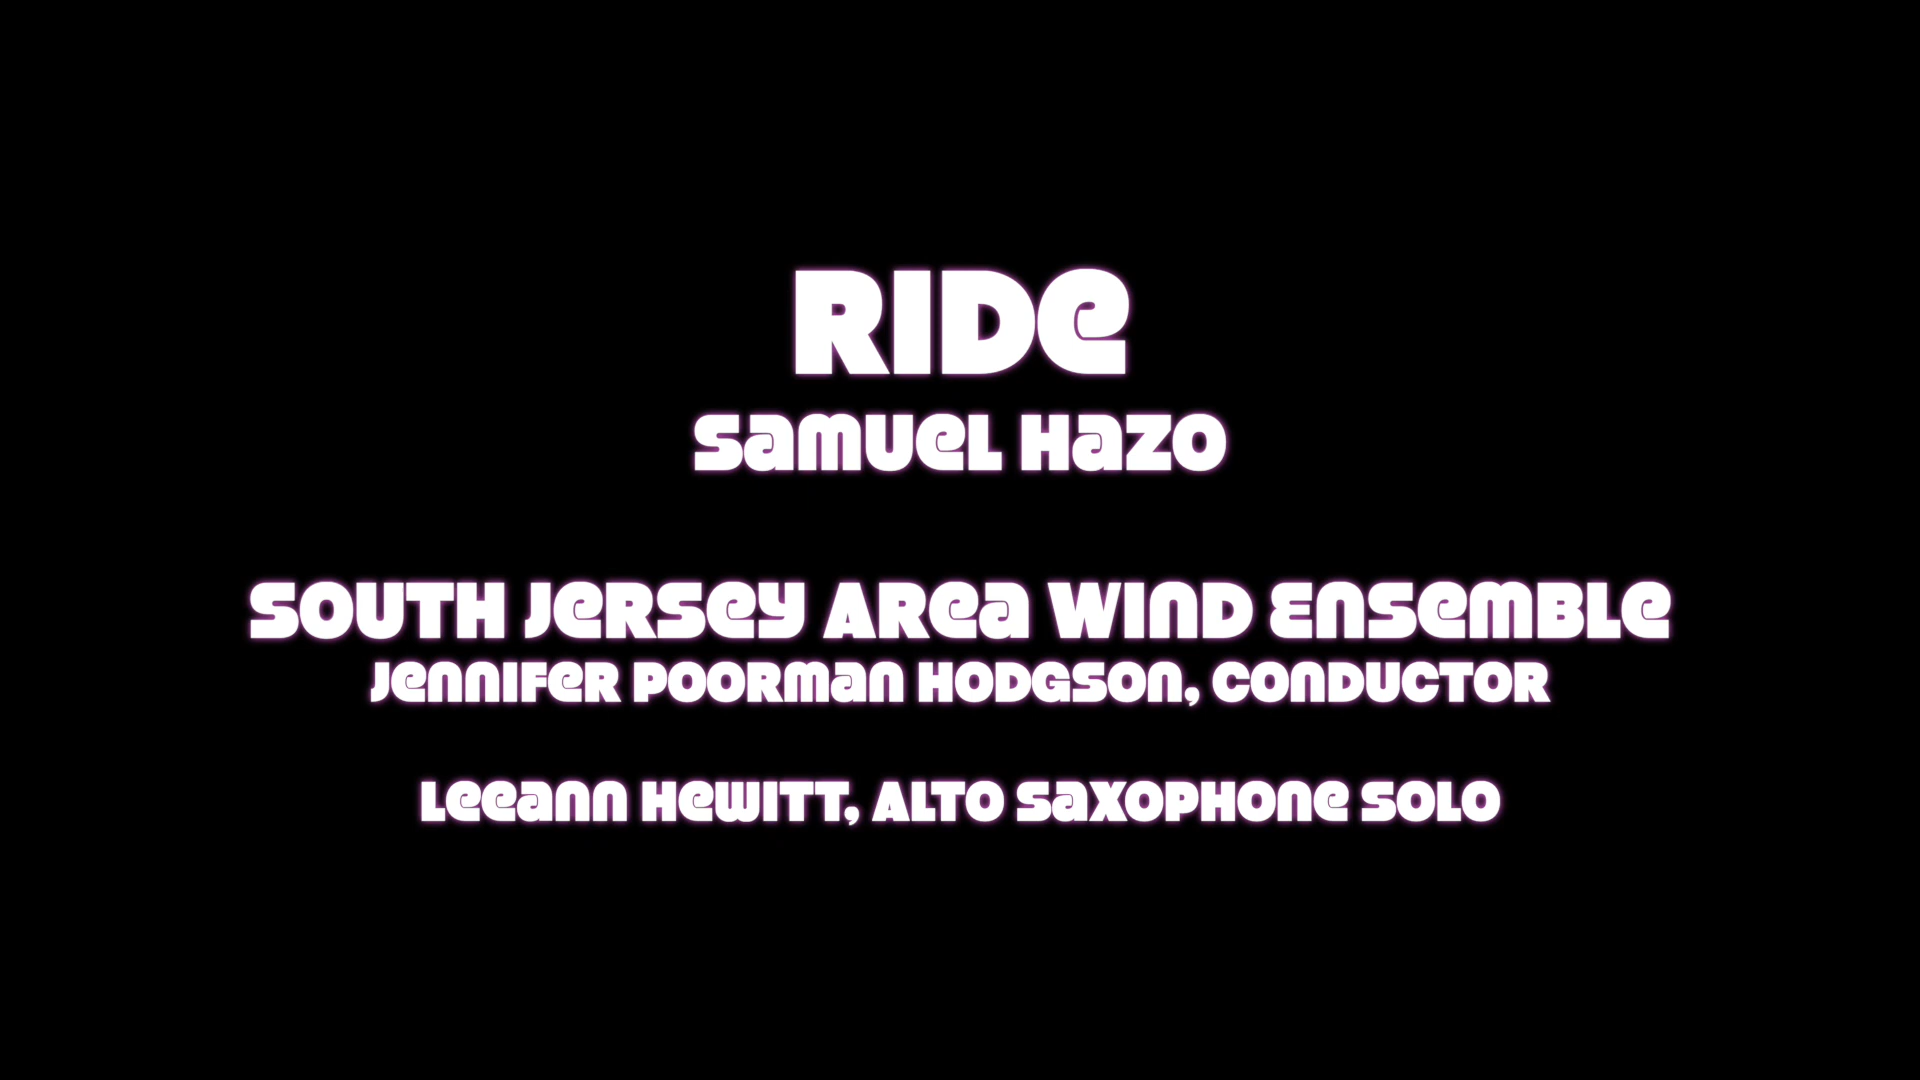 Ride
Samuel Hazo
South Jersey Area Wind Ensemble
Jennifer Poorman Hodgson, Conductor
Leeann Hewitt, Alto Saxophone Solo